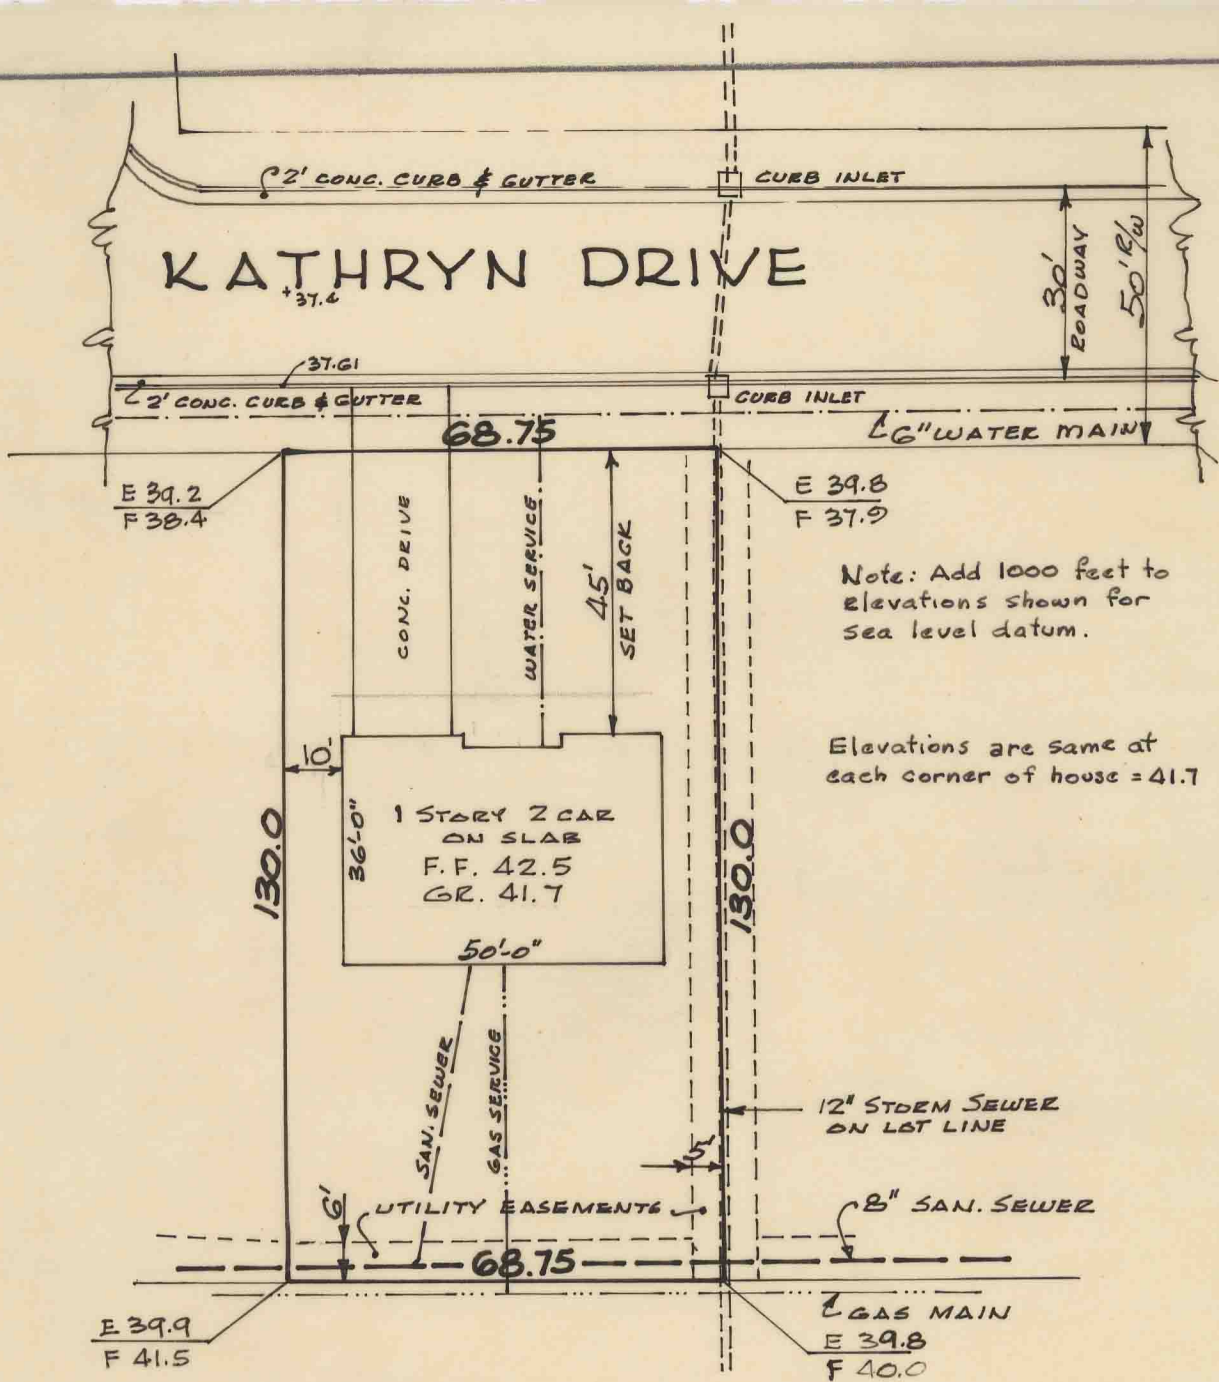 2' CONC. CURB & GUTTER
CURB INLET
KATHRYN DRIVE
+37.4
30'
ROADWAY
50' R/W
37.61
2' CONC. CURB & GUTTER
CURB INLET
68.75
6" WATER MAIN
E 39.2
F 38.4
E 39.8
F 37.9
CONC. DRIVE
WATER SERVICE
45'
SET BACK
Note: Add 1000 feet to
elevations shown for
sea level datum.
Elevations are same at
each corner of house = 41.7
10
130.0
36'-0"
1 STORY 2 CAR
ON SLAB
F.F. 42.5
GR. 41.7
50'-0"
130.0
SAN. SEWER
GAS SERVICE
12" STORM SEWER
ON LOT LINE
5'
6'
UTILITY EASEMENTS
8" SAN. SEWER
68.75
GAS MAIN
E 39.9
F 41.5
E 39.8
F 40.0